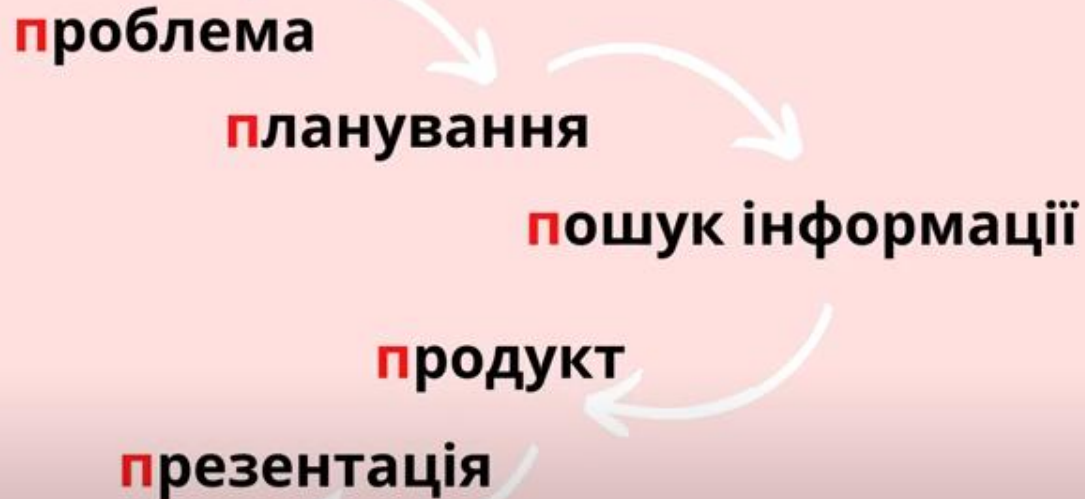 проблема
планування
пошук інформації
продукт
презентація